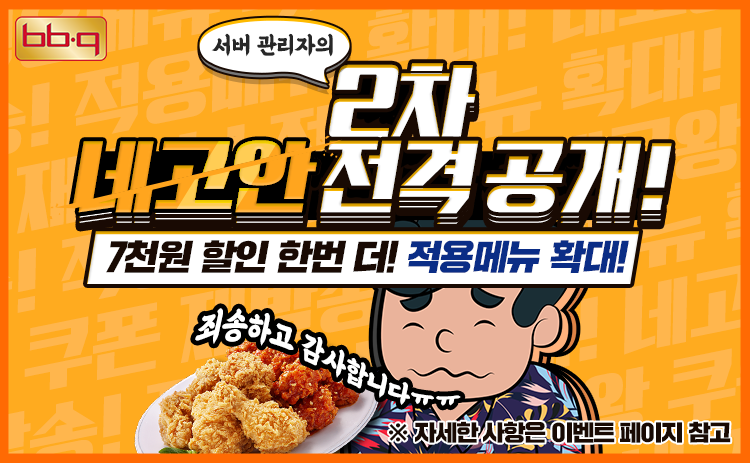 bb.q
서버 관리자의
2차
네고왕 전격 공개!
7천원 할인 한번 더! 적용메뉴 확대!
죄송하고 감사합니다ㅠㅠ
※ 자세한 사항은 이벤트 페이지 참고